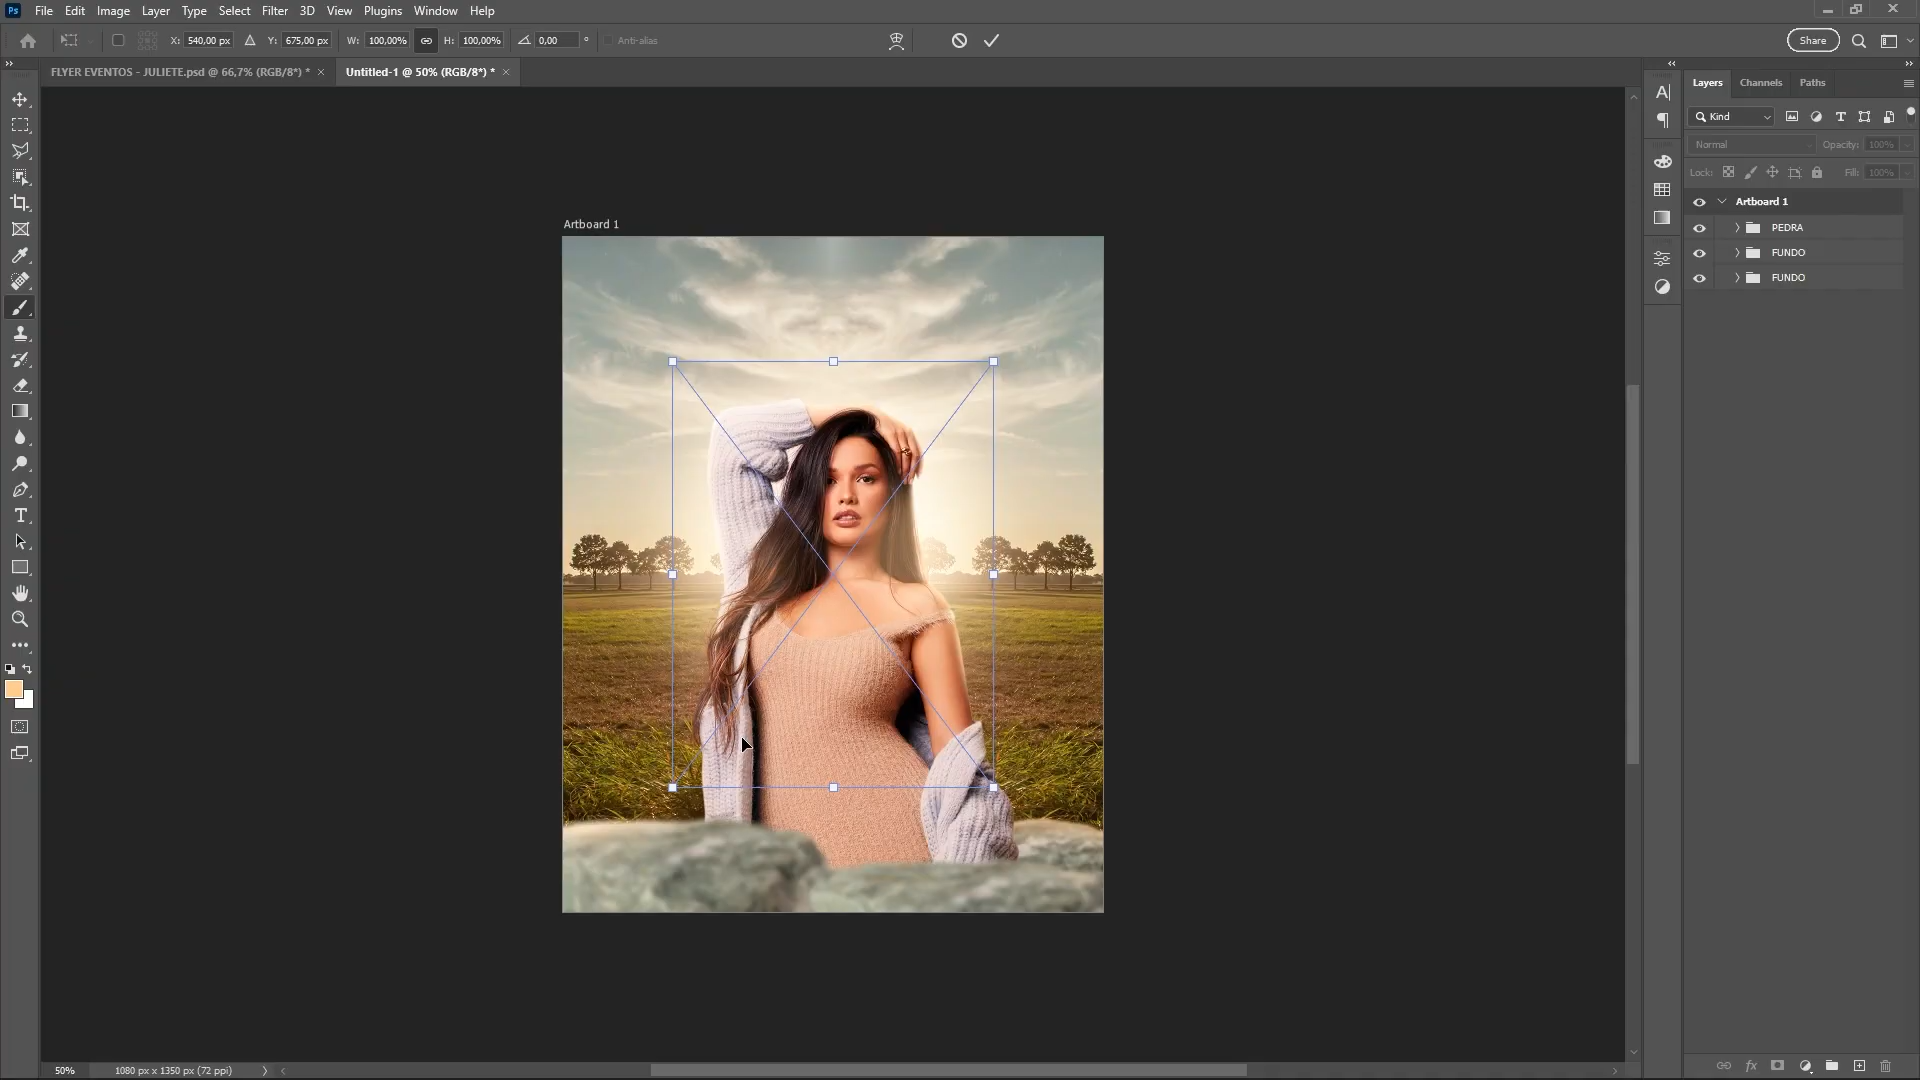 Ps File Edit Image Layer Type Select Filter 3D View Plugins Window Help
X: 540,00 px Y: 675,00 px W: 100,00% H: 100,00% 0,00 ° Anti-alias Share
FLYER EVENTOS - JULIETE.psd @ 66,7% (RGB/8*) * × Untitled-1 @ 50% (RGB/8*) * ×
Layers Channels Paths
Kind
Normal Opacity: 100%
Lock: Fill: 100%
Artboard 1
PEDRA
FUNDO
FUNDO
Artboard 1
50% 1080 px x 1350 px (72 ppi)